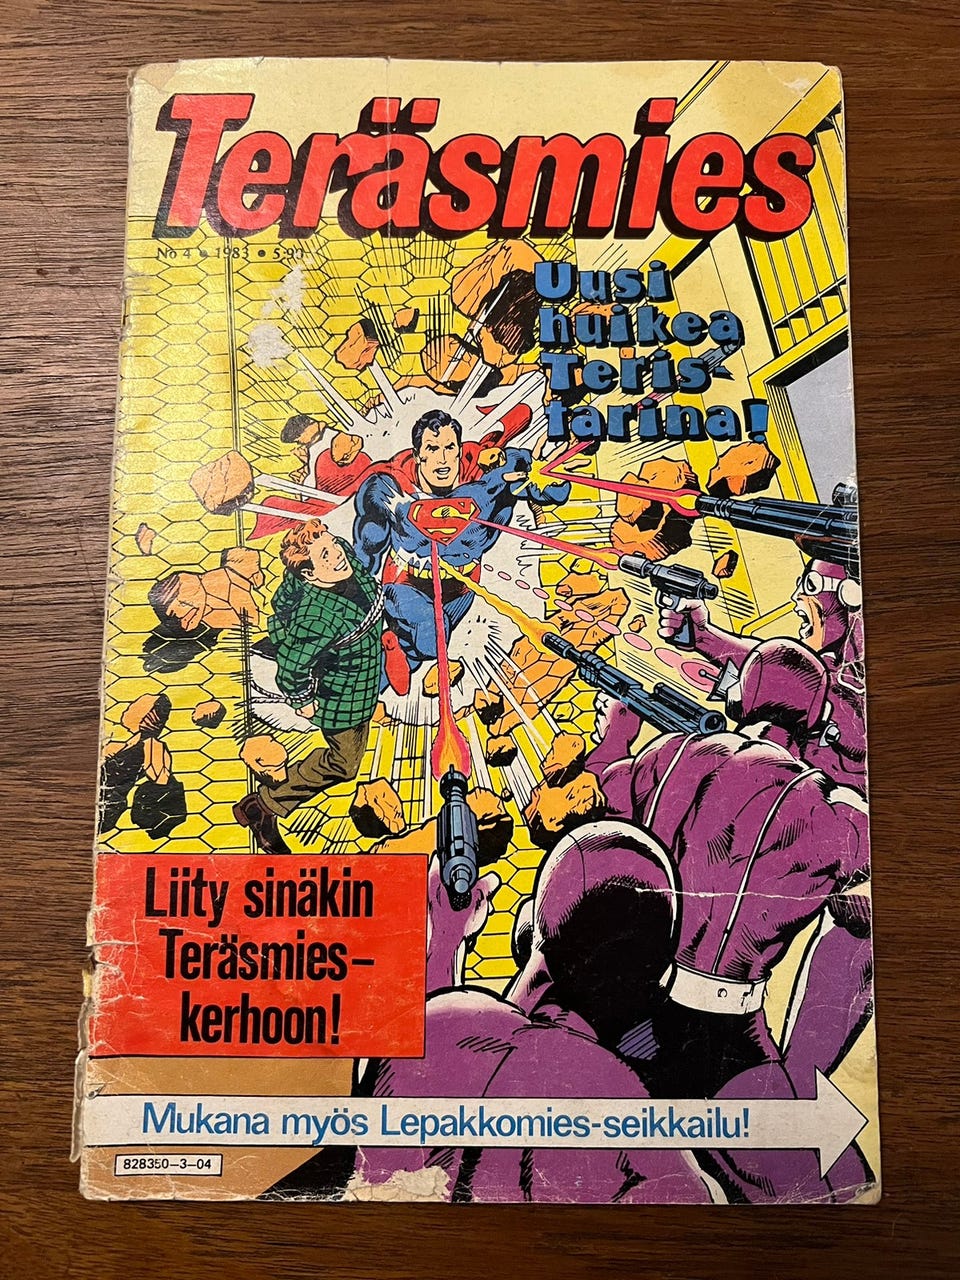 Teräsmies
No 4 • 1983 • 5,90
Uusi
huikea
Teris-
tarina!
S
Liity sinäkin
Teräsmies-
kerhoon!
Mukana myös Lepakkomies-seikkailu!
828350-3-04